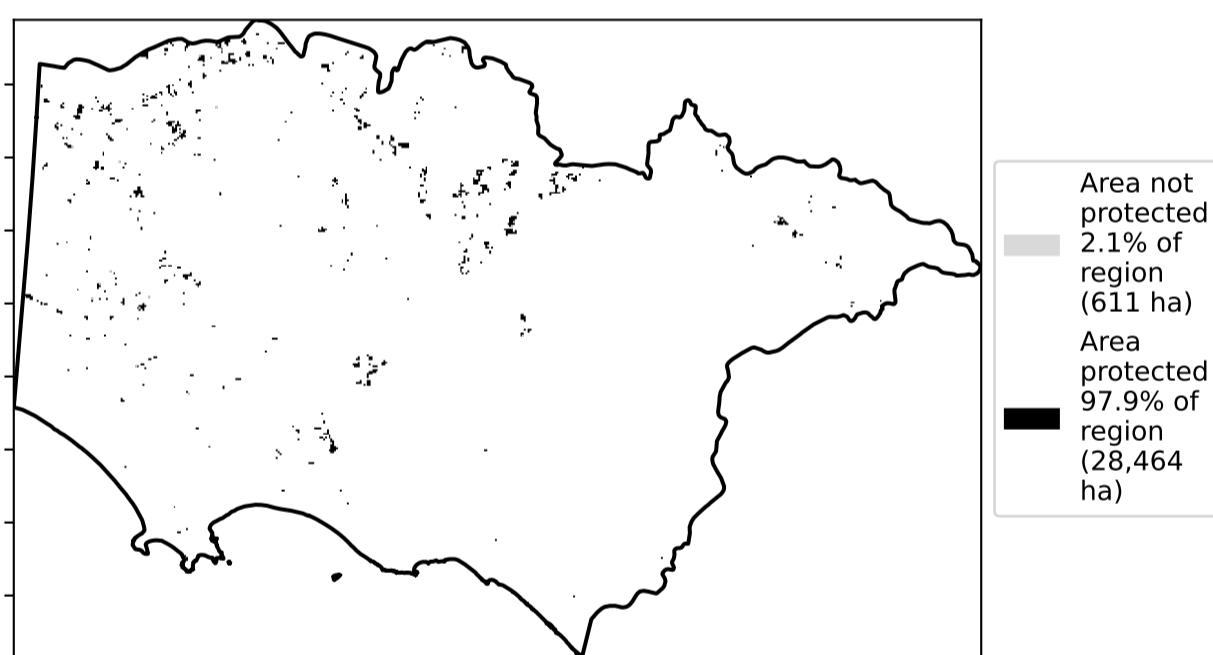 Area not
protected
2.1% of
region
(611 ha)
Area
protected
97.9% of
region
(28,464
ha)